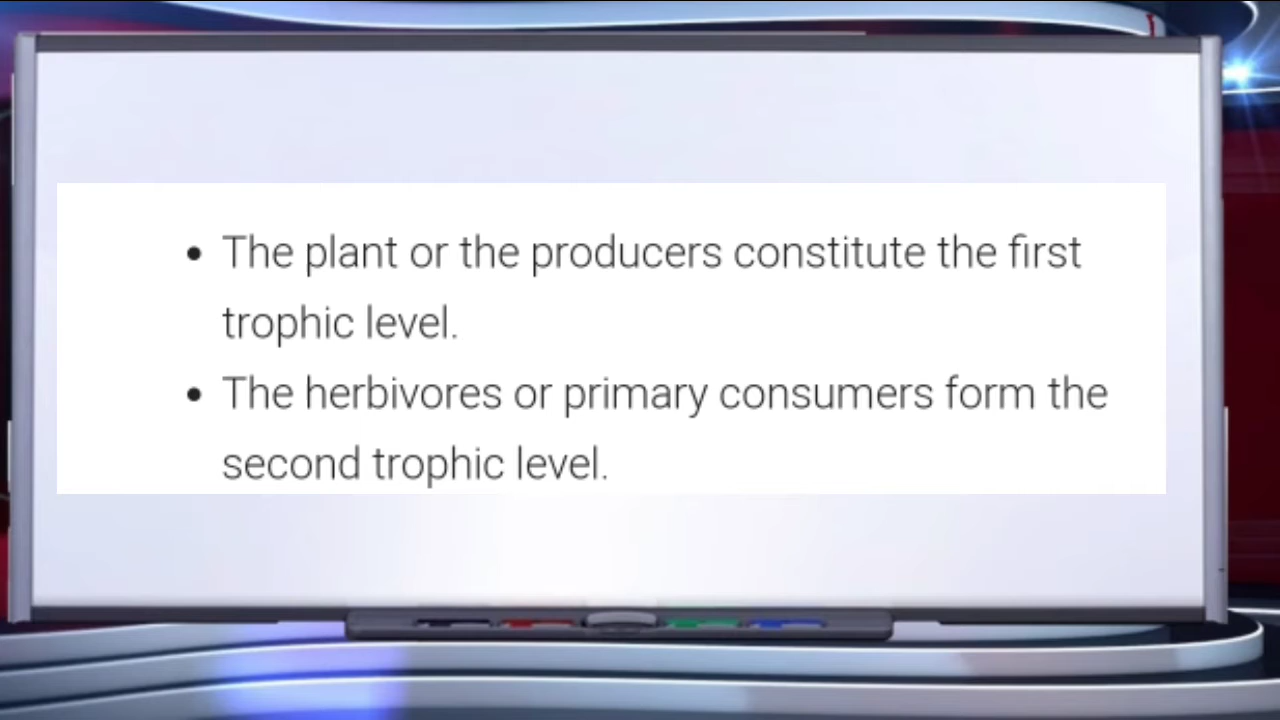 • The plant or the producers constitute the first
trophic level.
• The herbivores or primary consumers form the
second trophic level.